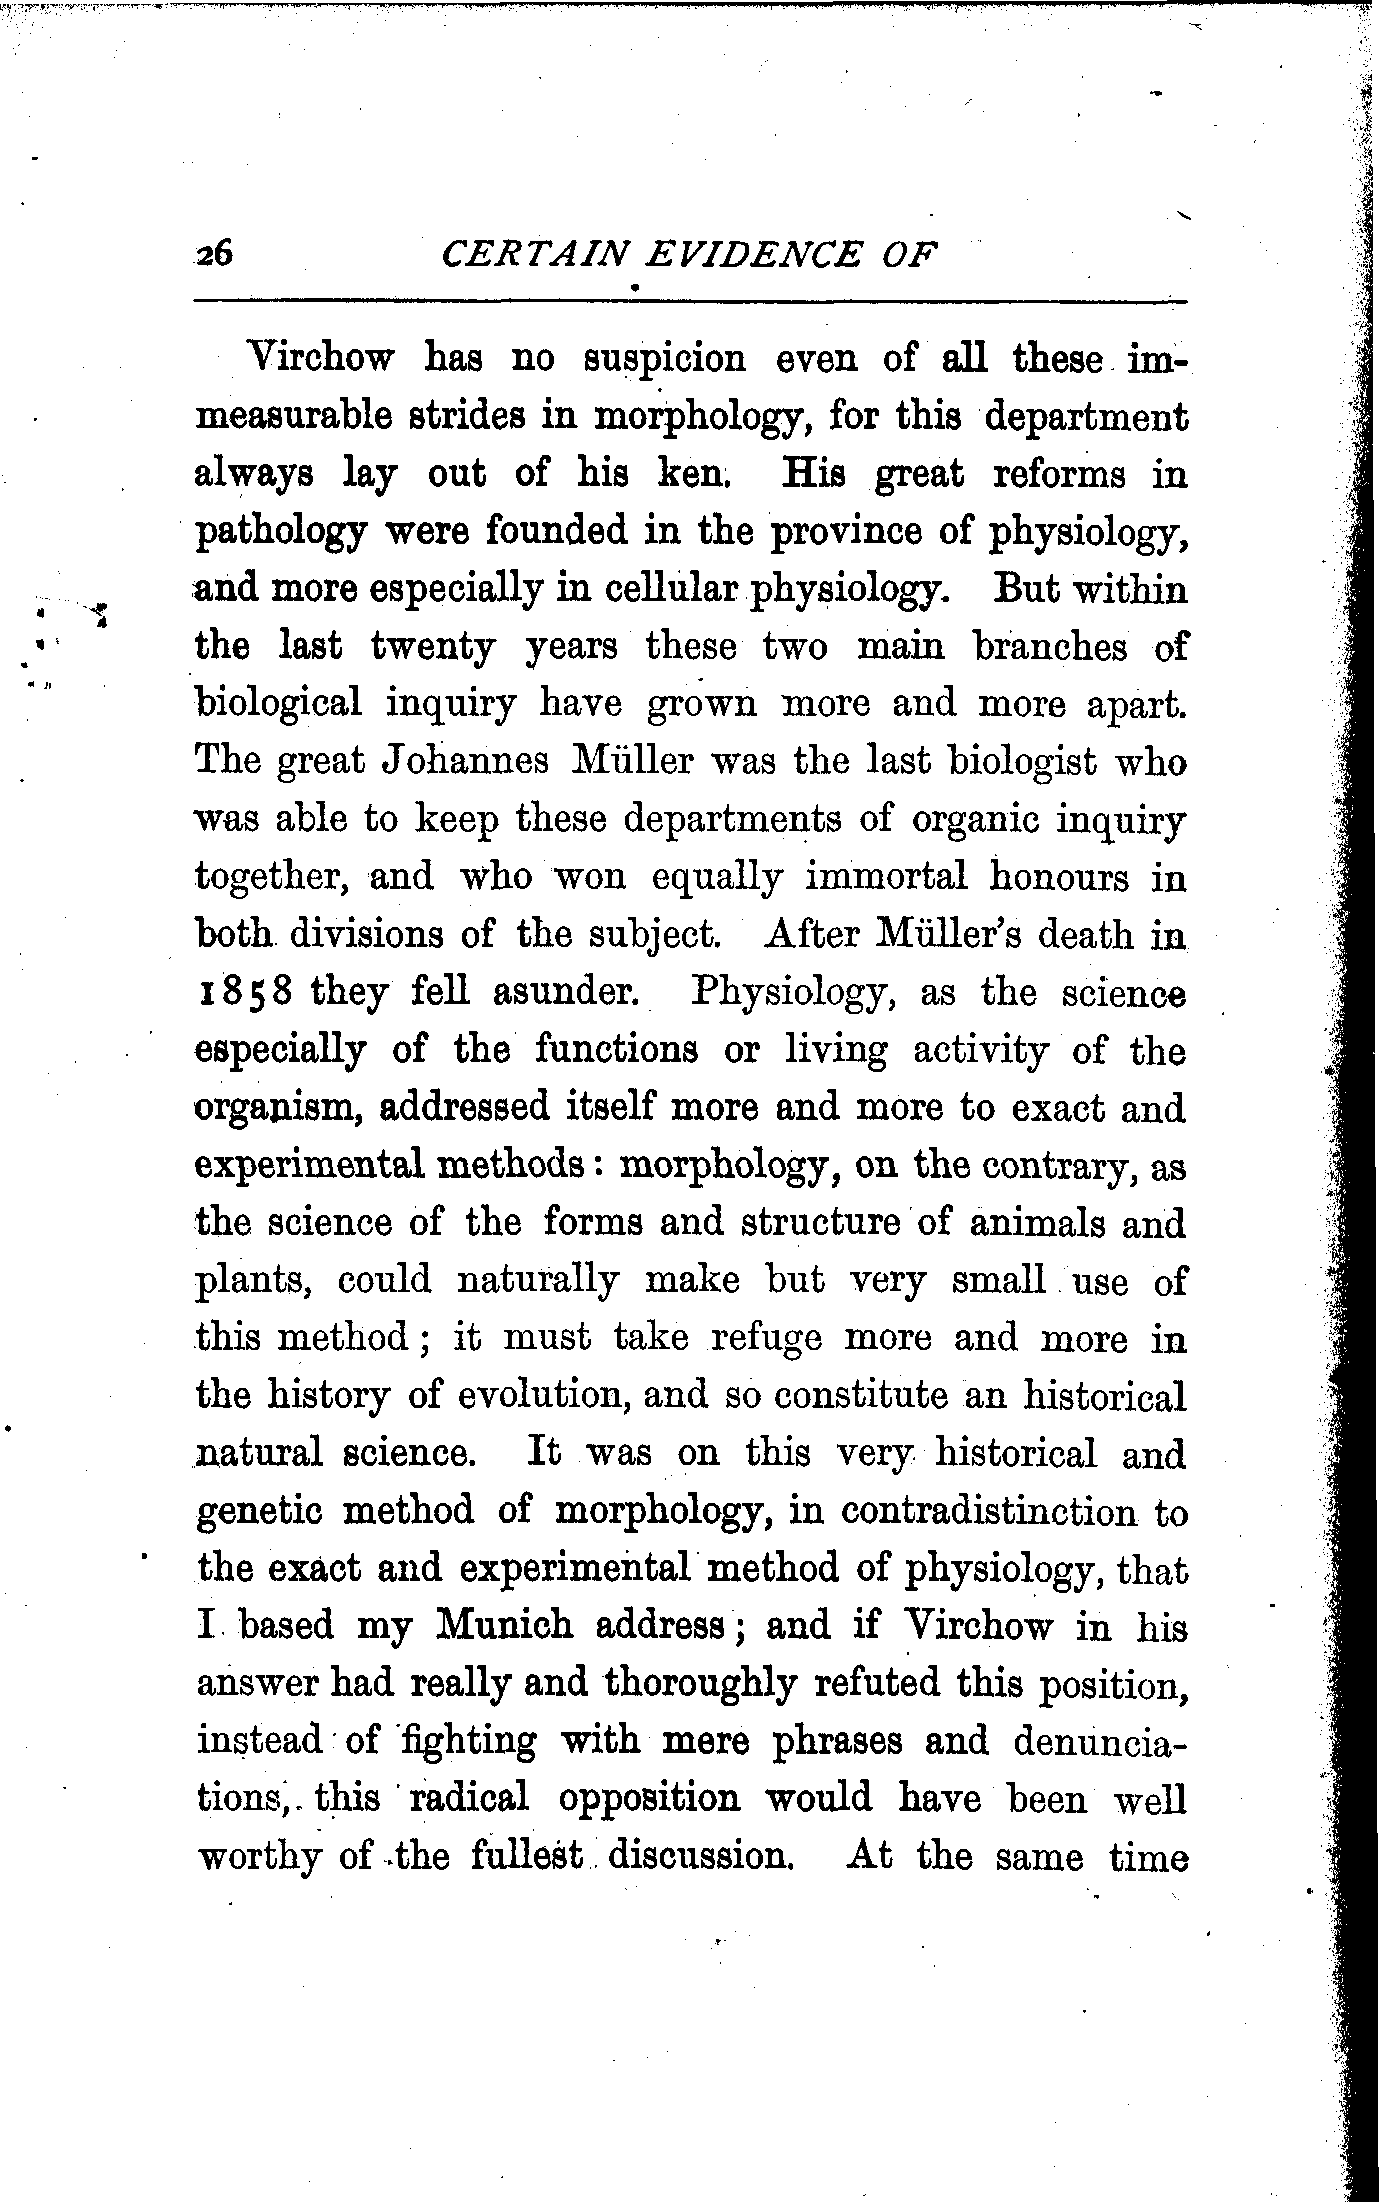 26 CERTAIN EVIDENCE OF
Virchow has no suspicion even of all these im-
measurable strides in morphology, for this department
always lay out of his ken. His great reforms in
pathology were founded in the province of physiology,
and more especially in cellular physiology. But within
the last twenty years these two main branches of
biological inquiry have grown more and more apart.
The great Johannes Müller was the last biologist who
was able to keep these departments of organic inquiry
together, and who won equally immortal honours in
both divisions of the subject. After Müller's death in
1858 they fell asunder. Physiology, as the science
especially of the functions or living activity of the
organism, addressed itself more and more to exact and
experimental methods: morphology, on the contrary, as
the science of the forms and structure of animals and
plants, could naturally make but very small use of
this method; it must take refuge more and more in
the history of evolution, and so constitute an historical
natural science. It was on this very historical and
genetic method of morphology, in contradistinction to
the exact and experimental method of physiology, that
I based my Munich address; and if Virchow in his
answer had really and thoroughly refuted this position,
instead of fighting with mere phrases and denuncia-
tions, this radical opposition would have been well
worthy of the fullest discussion. At the same time